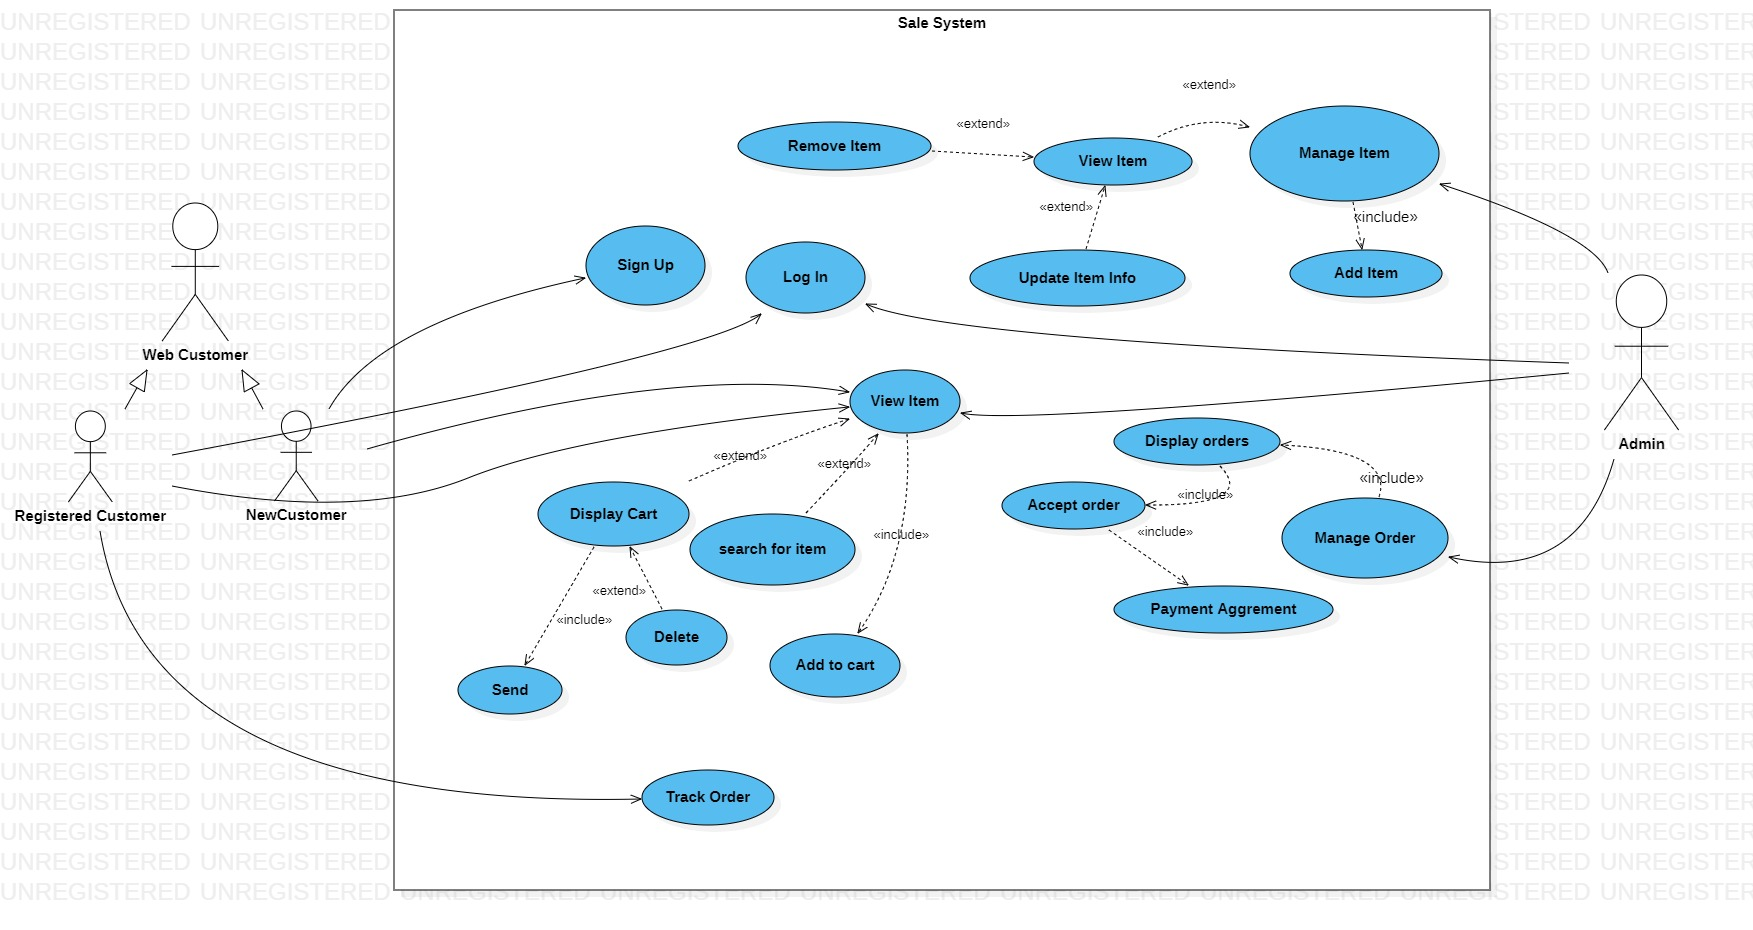 Sale System
«extend»
«extend»
Remove Item
View Item
Manage Item
«extend»
«include»
Sign Up
Log In
Update Item Info
Add Item
Web Customer
View Item
Display orders
Admin
«extend»
«extend»
«include»
«include»
Registered Customer
NewCustomer
Display Cart
Accept order
search for item
«include»
«include»
Manage Order
«extend»
«include»
Payment Aggrement
Delete
Add to cart
Send
Track Order
UNREGISTERED